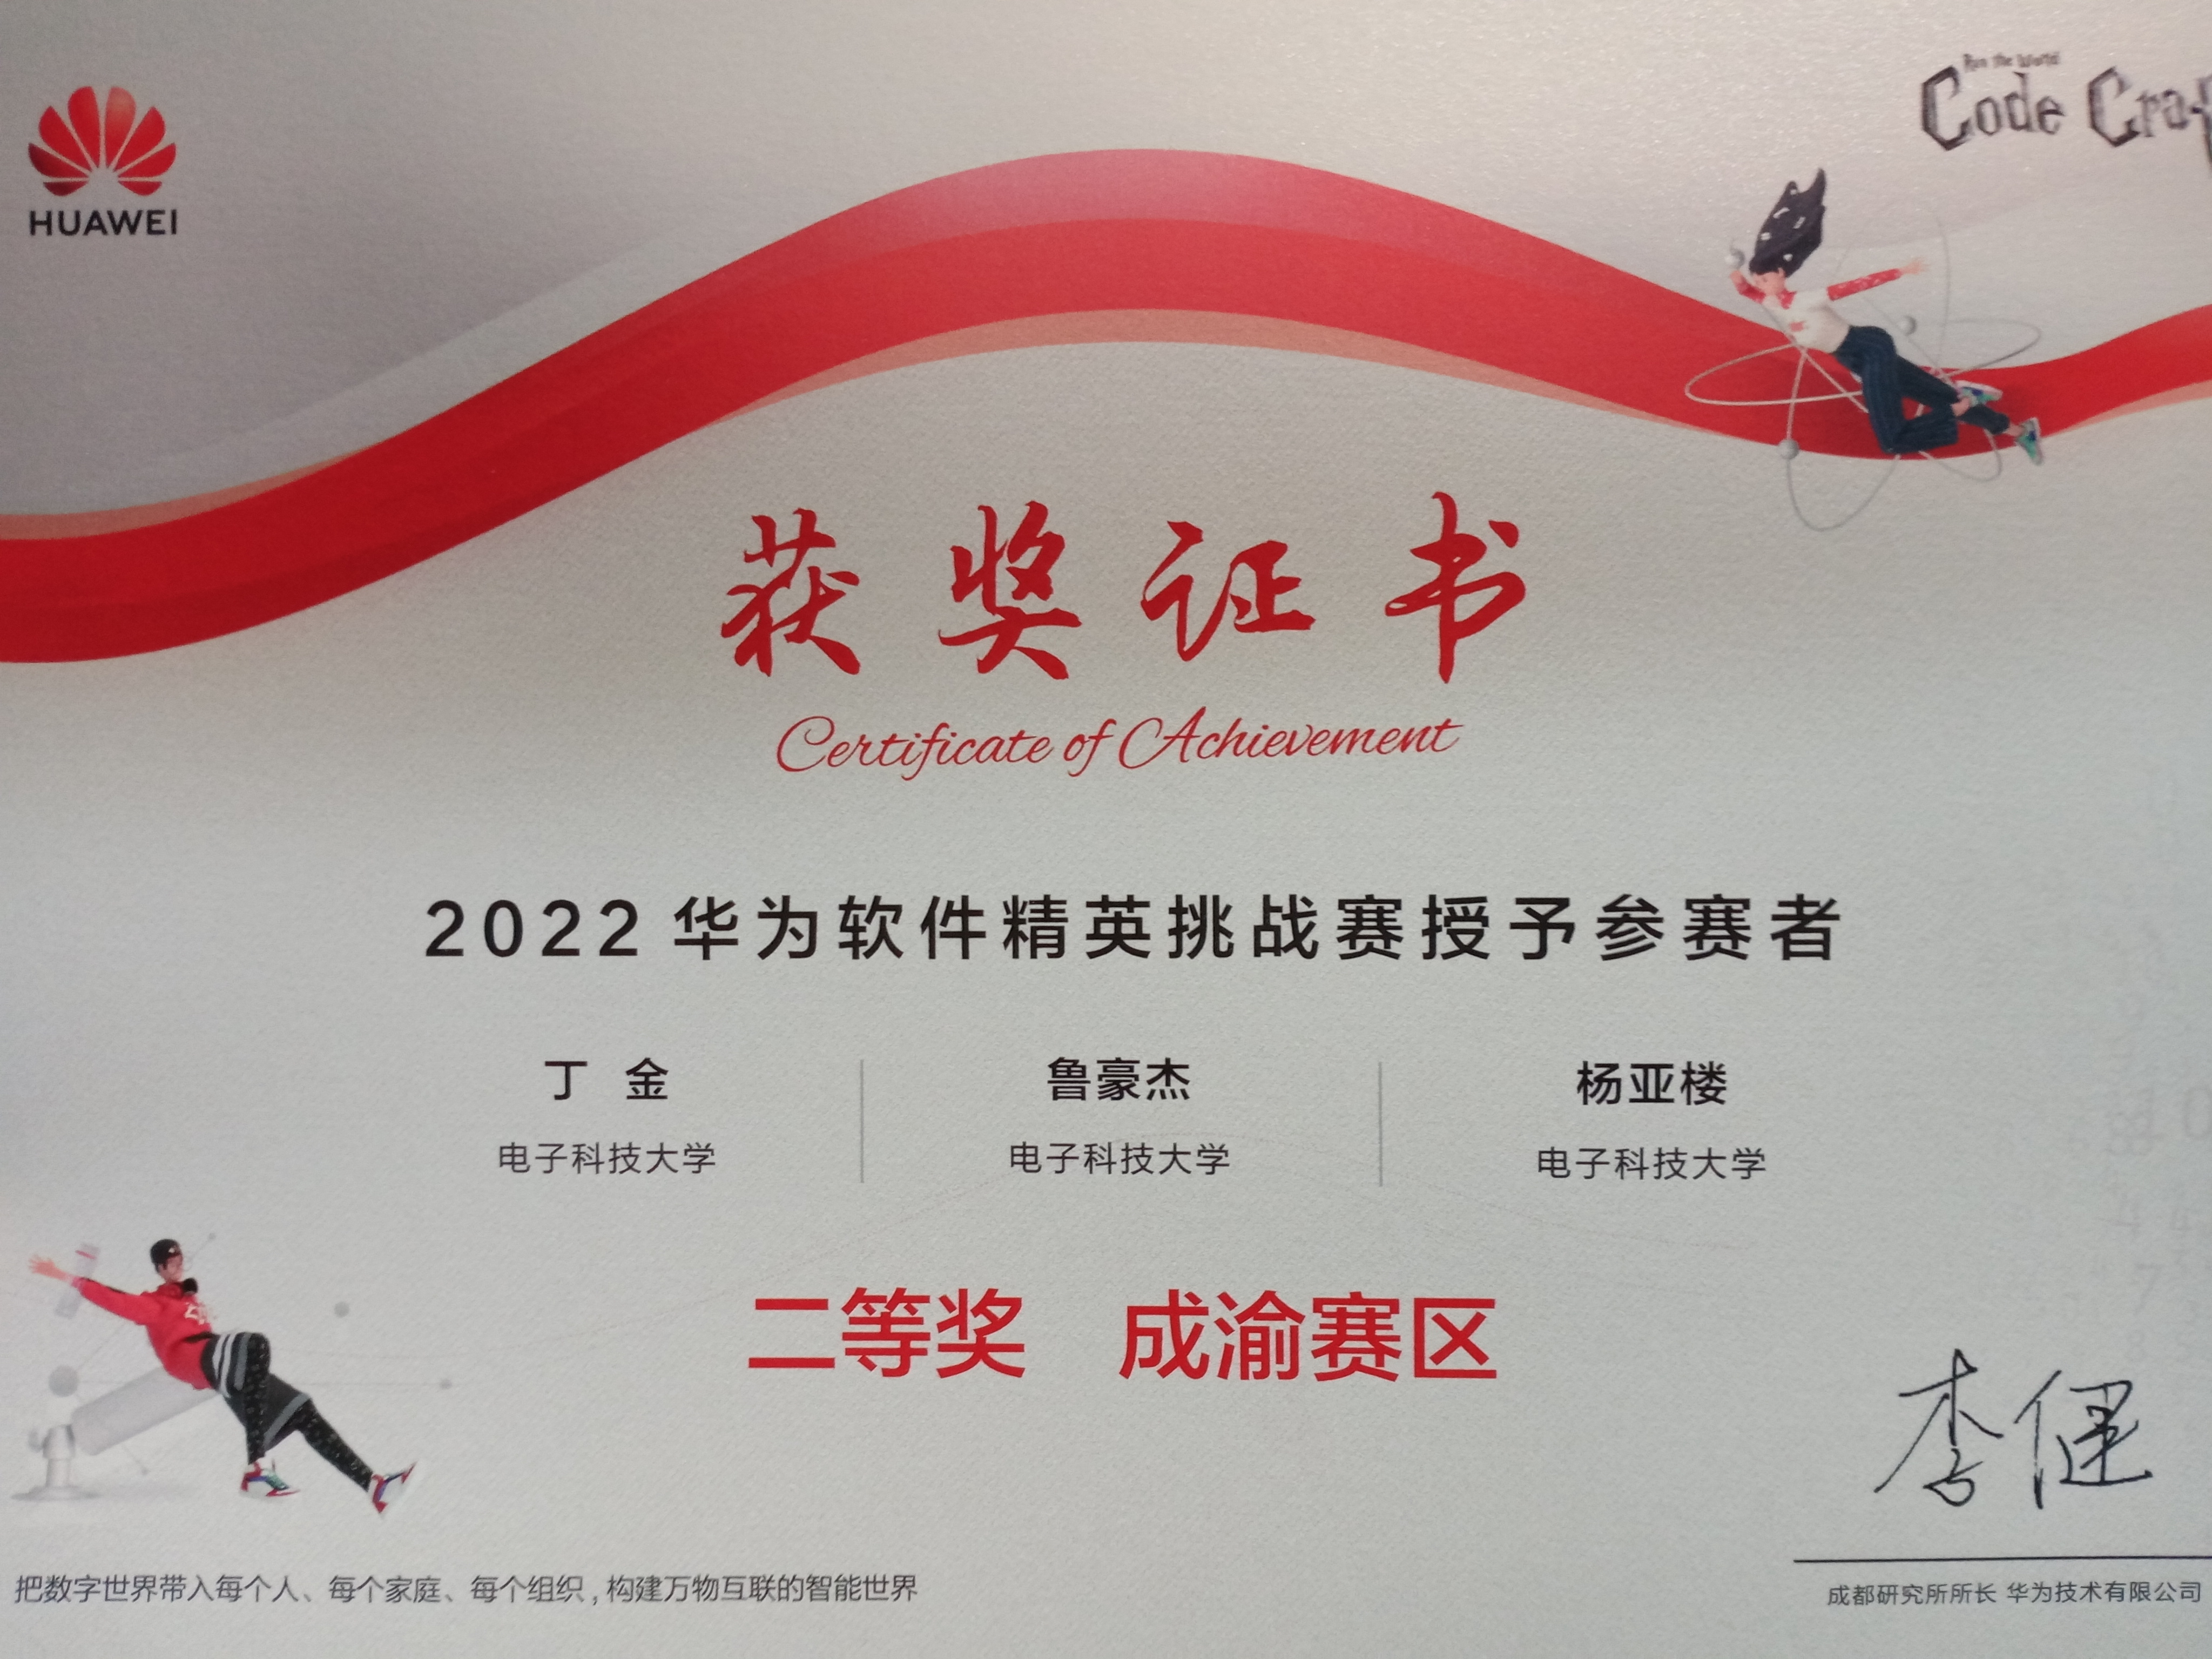 HUAWEI
Run the World
Code Craf
获奖证书
Certificate of Achievement
2022华为软件精英挑战赛授予参赛者
丁 金
鲁豪杰
杨亚楼
电子科技大学
电子科技大学
电子科技大学
二等奖 成渝赛区
李健
把数字世界带入每个人、每个家庭、每个组织,构建万物互联的智能世界
成都研究所所长 华为技术有限公司